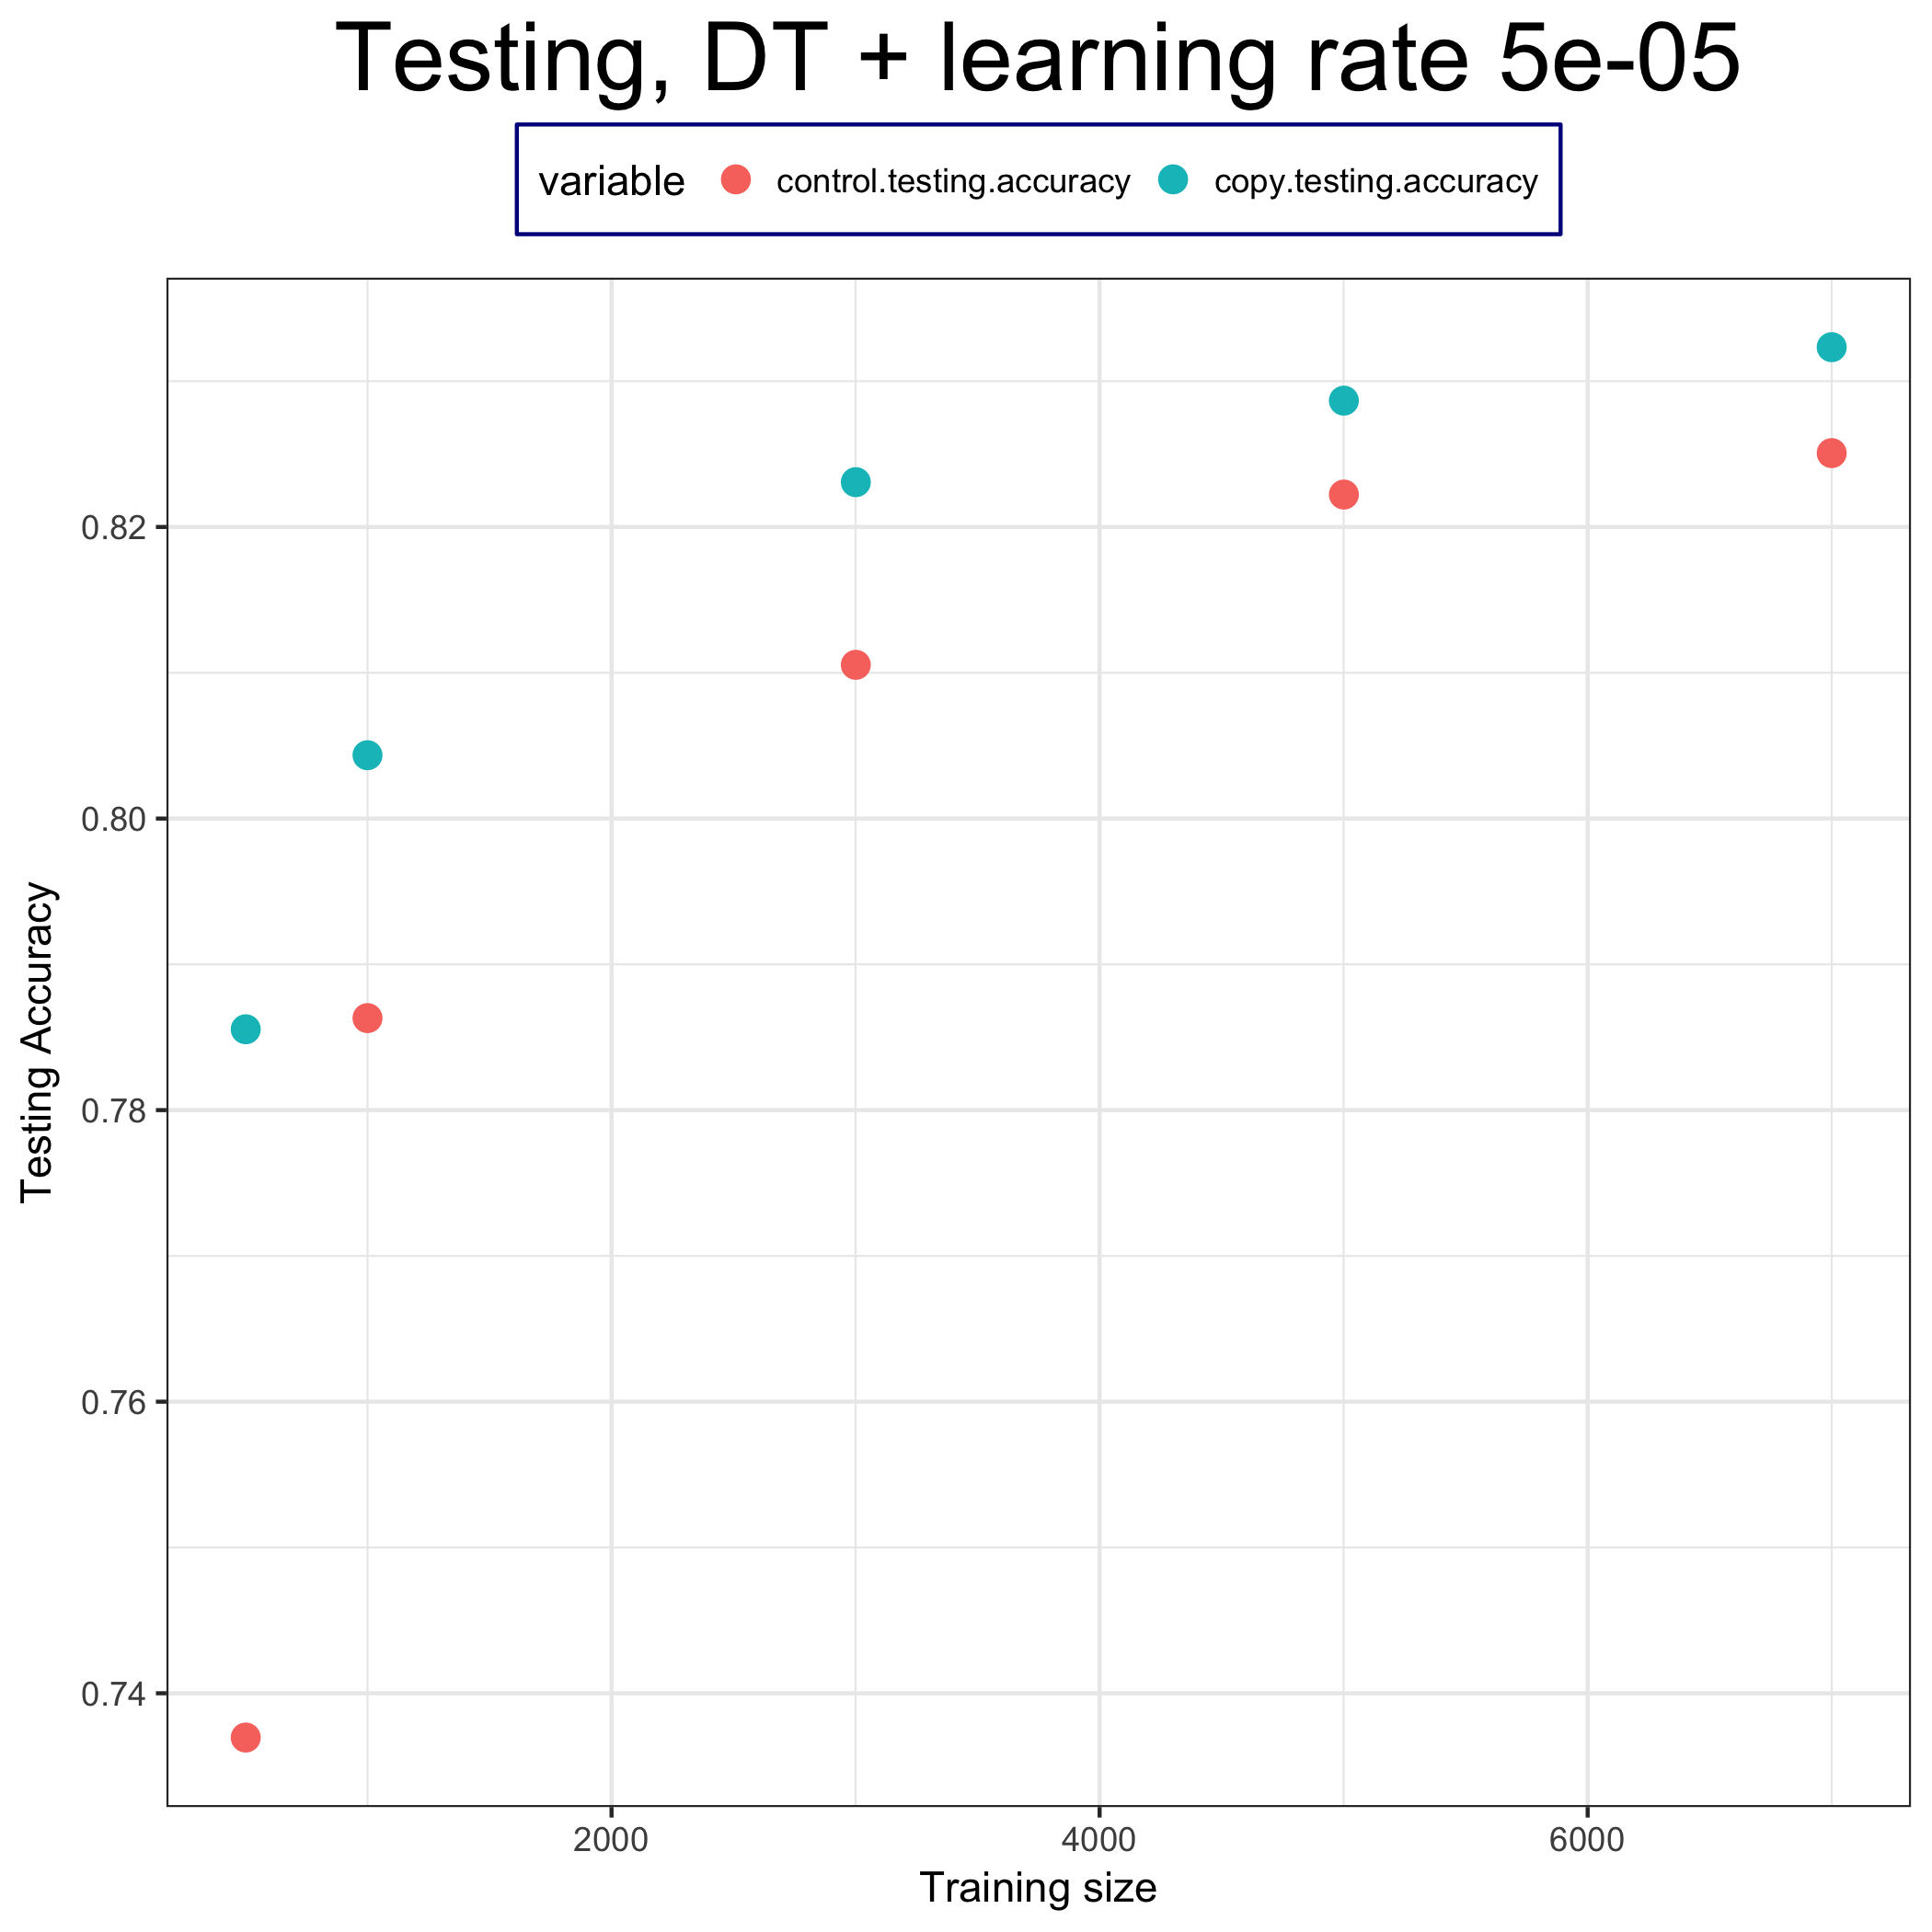 Testing, DT + learning rate 5e-05
variable control.testing.accuracy copy.testing.accuracy
0.82
0.80
0.78
0.76
0.74
Testing Accuracy
2000 4000 6000
Training size